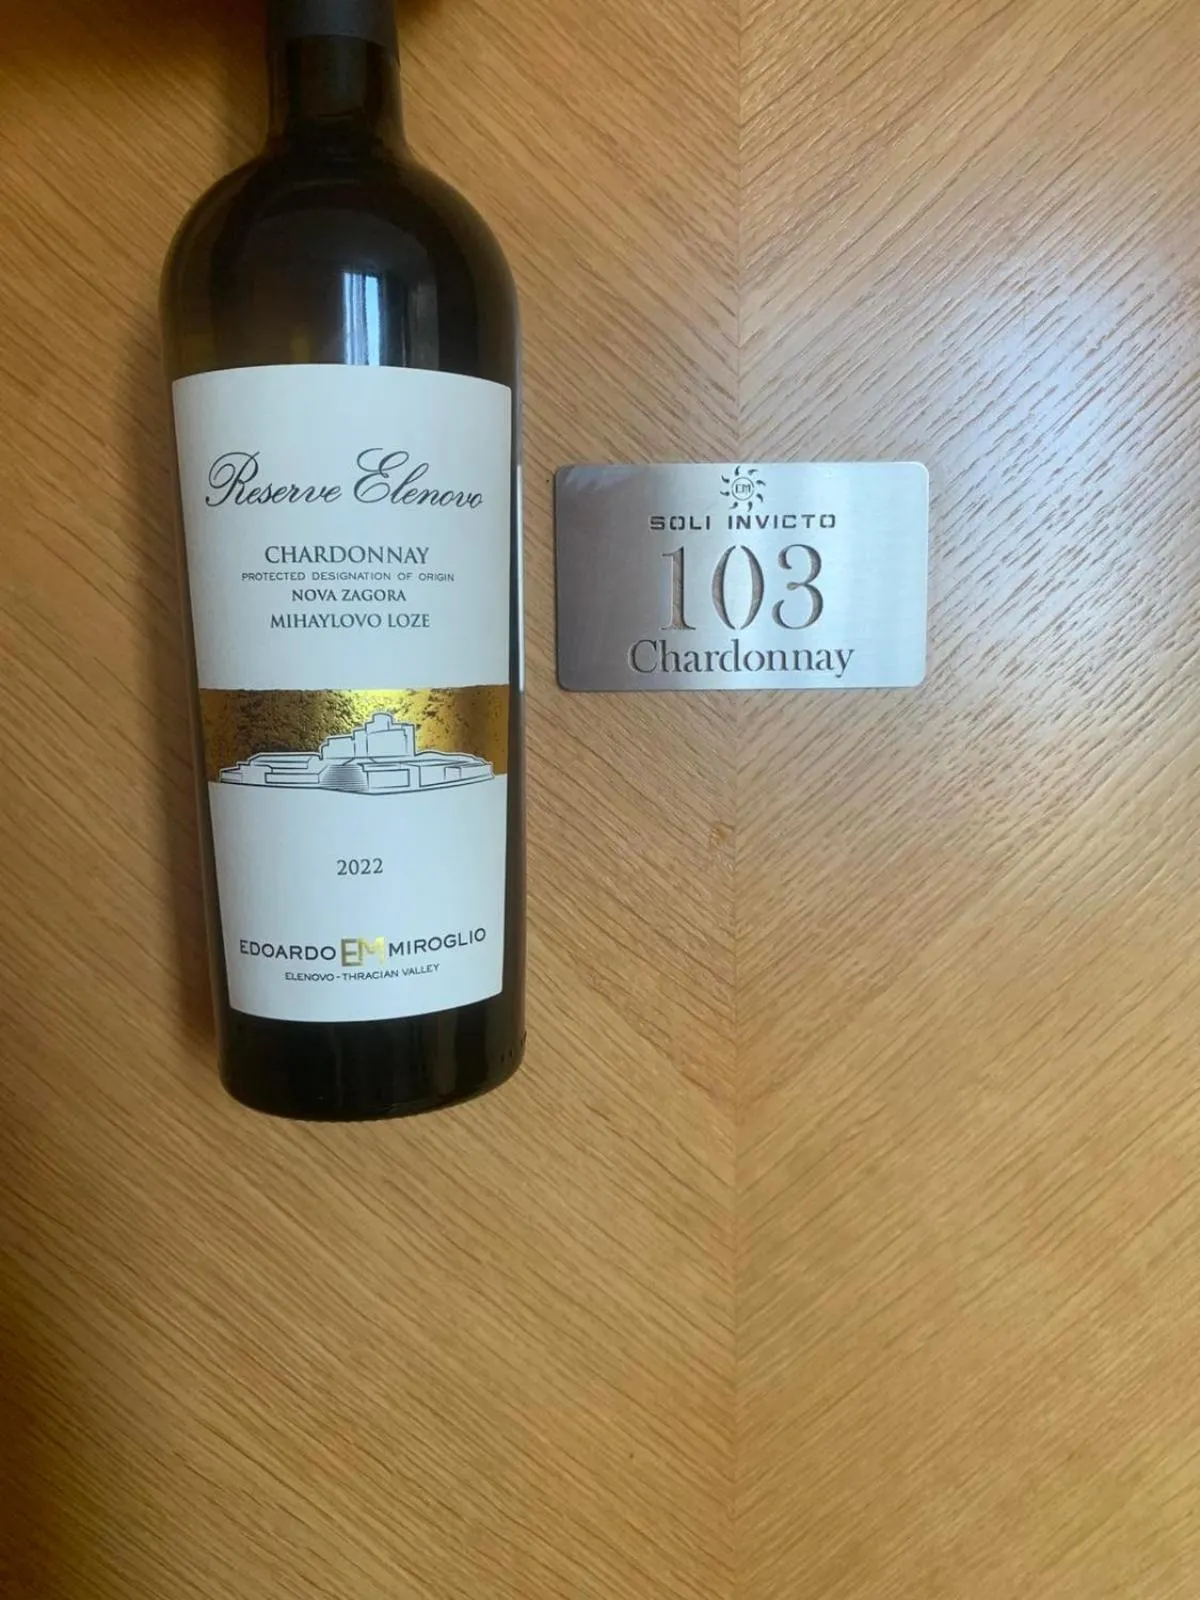 Reserve Elenovo
CHARDONNAY
PROTECTED DESIGNATION OF ORIGIN
NOVA ZAGORA
MIHAYLOVO LOZE
2022
EDOARDO EM MIROGLIO
ELENOVO - THRACIAN VALLEY
EM
SOLI INVICTO
103
Chardonnay